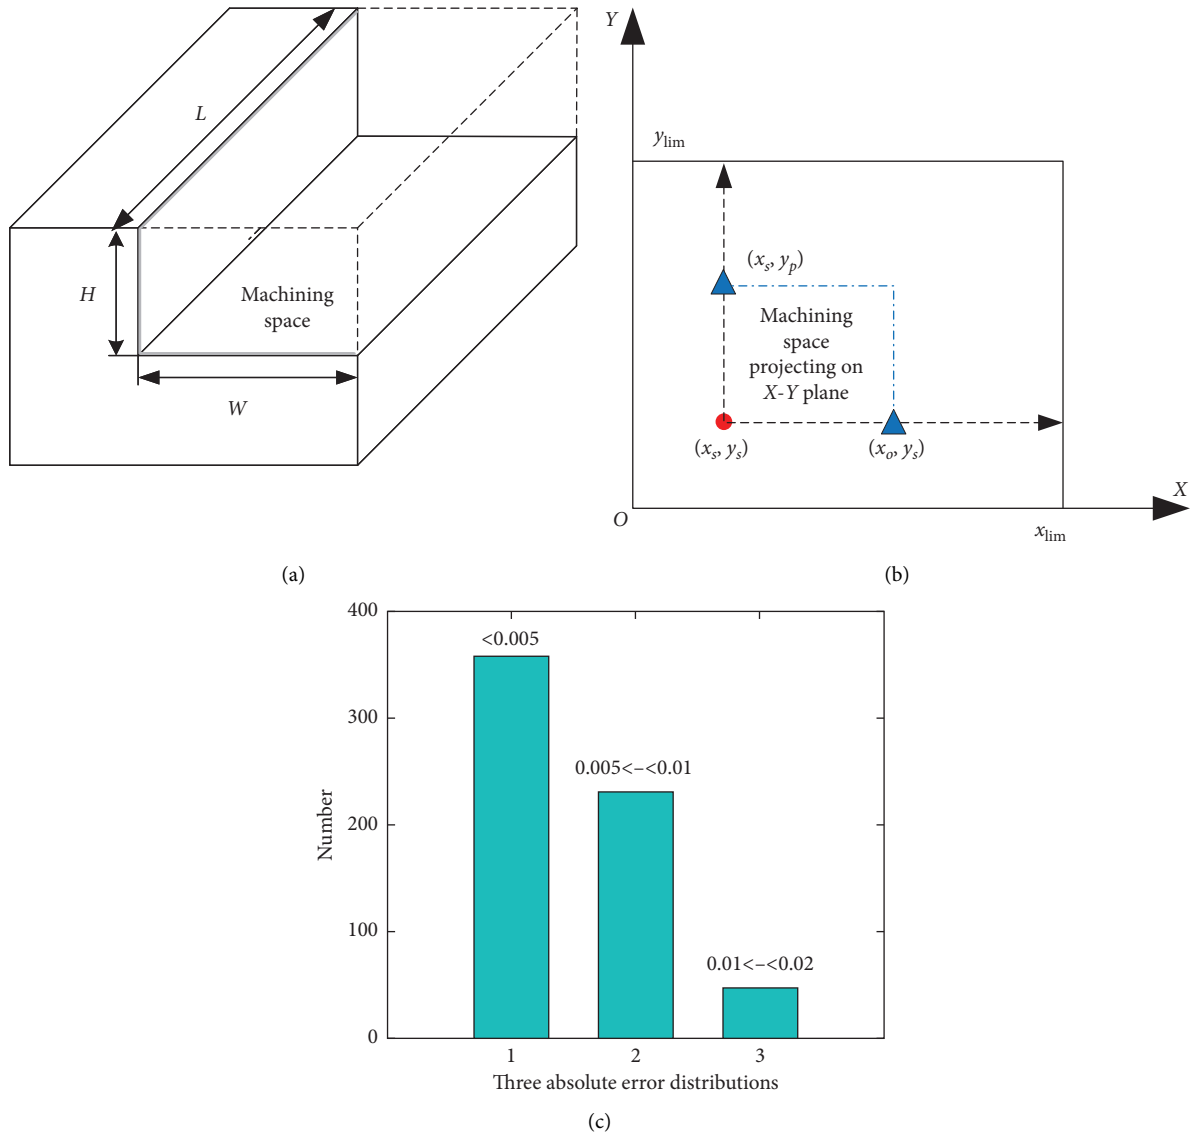 L
H
Machining
space
W
(a)
Y
y_lim
(x_s, y_p)
Machining
space
projecting on
X-Y plane
(x_s, y_s)
(x_o, y_s)
X
O
x_lim
(b)
400
300
200
100
0
Number
<0.005
0.005<–<0.01
0.01<–<0.02
1
2
3
Three absolute error distributions
(c)